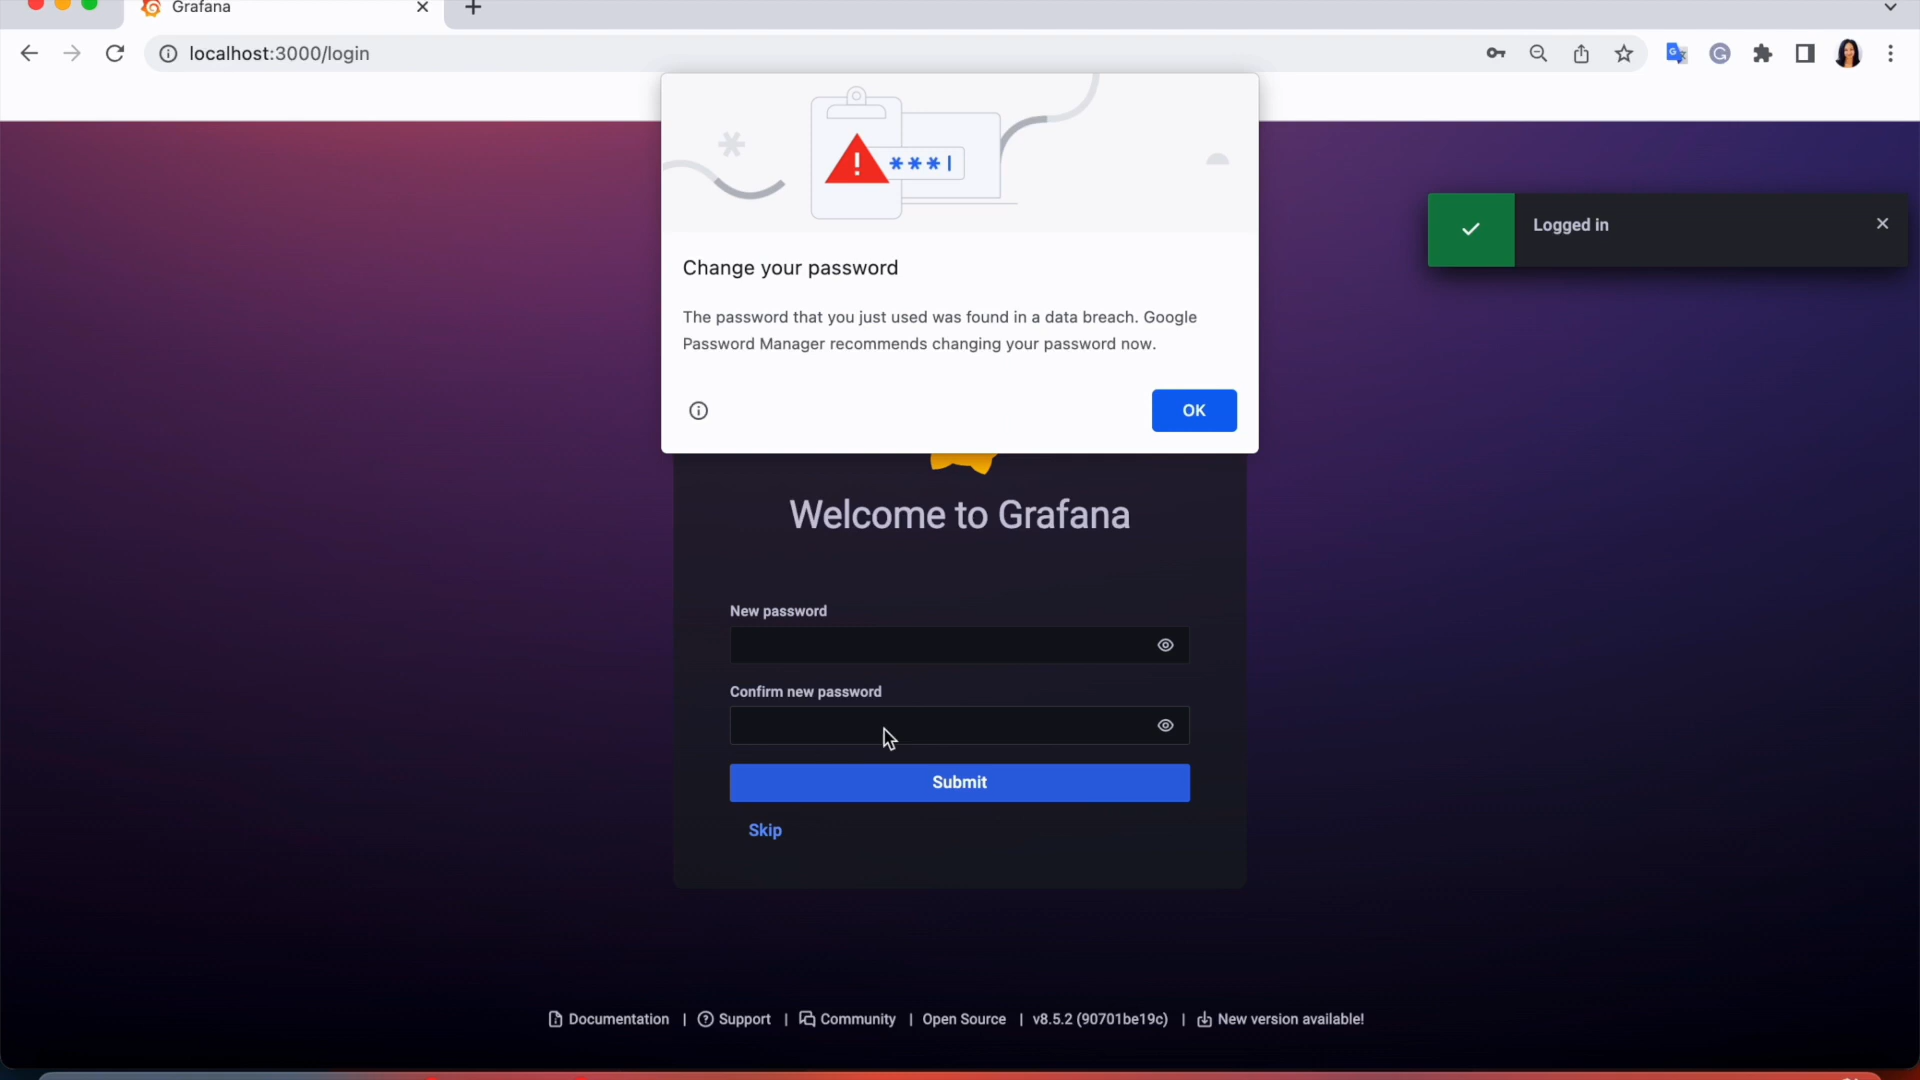 Grafana
localhost:3000/login
Change your password
The password that you just used was found in a data breach. Google
Password Manager recommends changing your password now.
OK
Logged in
Welcome to Grafana
New password
Confirm new password
Submit
Skip
Documentation | Support | Community | Open Source | v8.5.2 (90701be19c) | New version available!